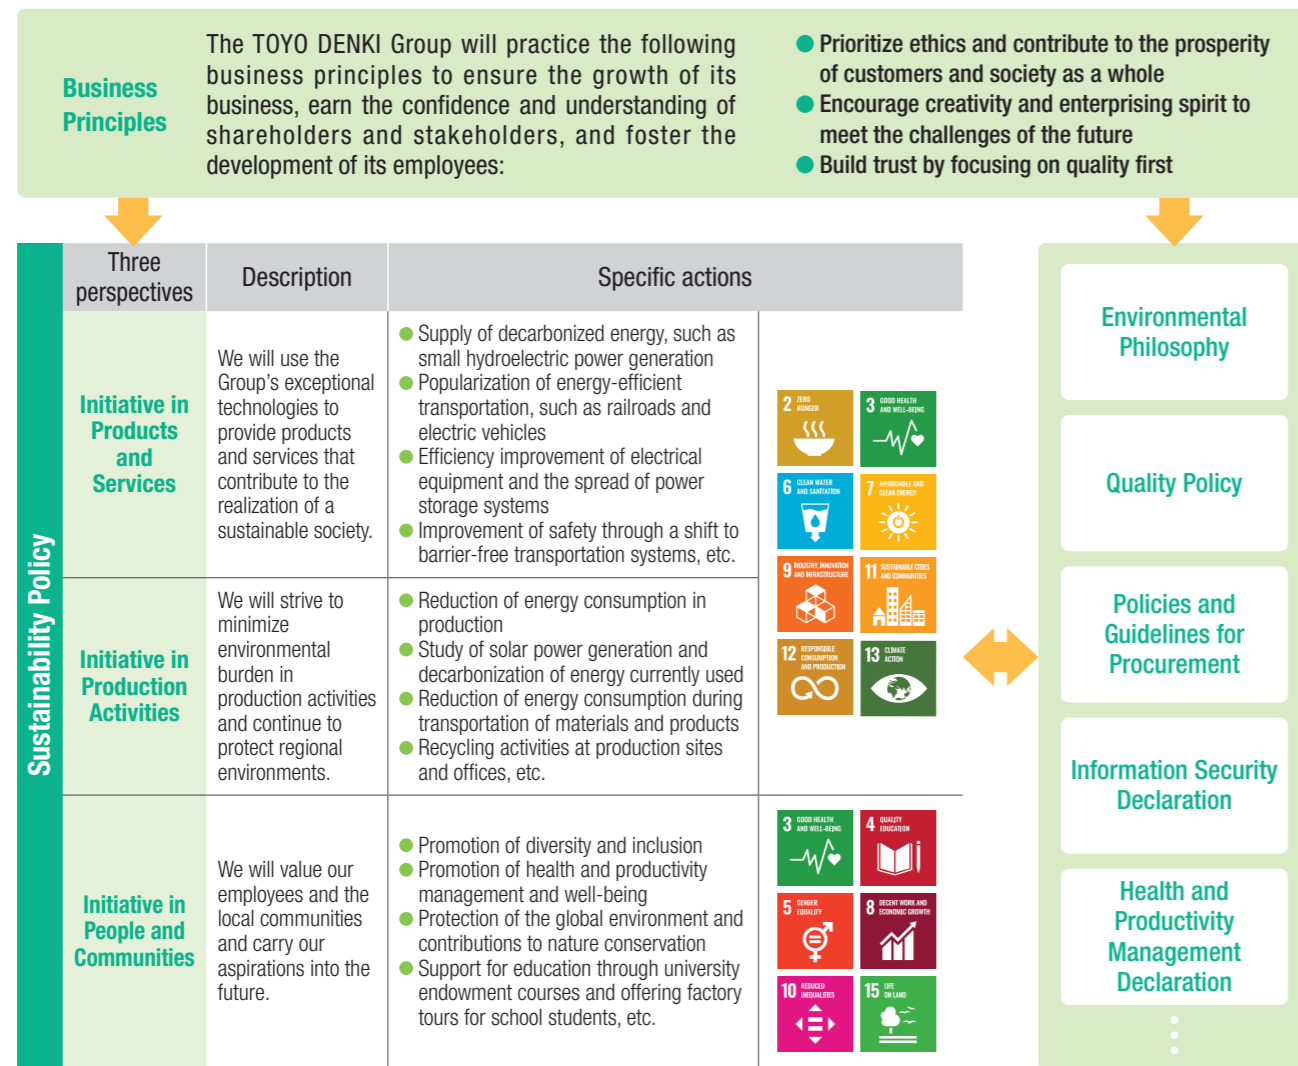 Business
Principles
The TOYO DENKI Group will practice the following
business principles to ensure the growth of its
business, earn the confidence and understanding of
shareholders and stakeholders, and foster the
development of its employees:
● Prioritize ethics and contribute to the prosperity
of customers and society as a whole
● Encourage creativity and enterprising spirit to
meet the challenges of the future
● Build trust by focusing on quality first
Sustainability Policy
Three
perspectives
Description
Specific actions
Initiative in
Products
and
Services
We will use the
Group's exceptional
technologies to
provide products
and services that
contribute to the
realization of a
sustainable society.
● Supply of decarbonized energy, such as
small hydroelectric power generation
● Popularization of energy-efficient
transportation, such as railroads and
electric vehicles
● Efficiency improvement of electrical
equipment and the spread of power
storage systems
● Improvement of safety through a shift to
barrier-free transportation systems, etc.
Initiative in
Production
Activities
We will strive to
minimize
environmental
burden in
production activities
and continue to
protect regional
environments.
● Reduction of energy consumption in
production
● Study of solar power generation and
decarbonization of energy currently used
● Reduction of energy consumption during
transportation of materials and products
● Recycling activities at production sites
and offices, etc.
2 ZERO
HUNGER
3 GOOD HEALTH
AND WELL-BEING
6 CLEAN WATER
AND SANITATION
7 AFFORDABLE AND
CLEAN ENERGY
9 INDUSTRY, INNOVATION
AND INFRASTRUCTURE
11 SUSTAINABLE CITIES
AND COMMUNITIES
12 RESPONSIBLE
CONSUMPTION
AND PRODUCTION
13 CLIMATE
ACTION
Initiative in
People and
Communities
We will value our
employees and the
local communities
and carry our
aspirations into the
future.
● Promotion of diversity and inclusion
● Promotion of health and productivity
management and well-being
● Protection of the global environment and
contributions to nature conservation
● Support for education through university
endowment courses and offering factory
tours for school students, etc.
3 GOOD HEALTH
AND WELL-BEING
4 QUALITY
EDUCATION
5 GENDER
EQUALITY
8 DECENT WORK AND
ECONOMIC GROWTH
10 REDUCED
INEQUALITIES
15 LIFE
ON LAND
Environmental
Philosophy
Quality Policy
Policies and
Guidelines for
Procurement
Information Security
Declaration
Health and
Productivity
Management
Declaration